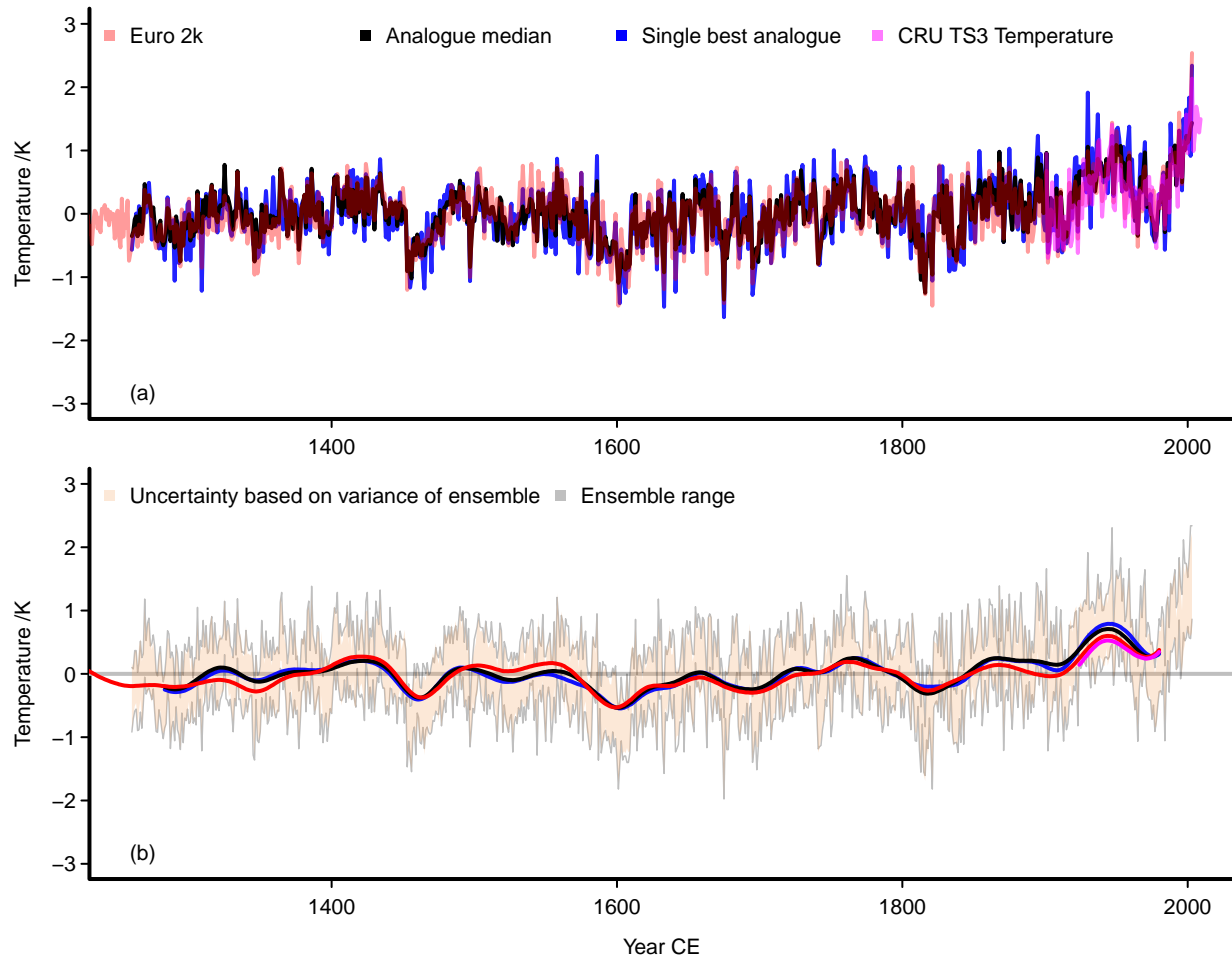 3
Euro 2k Analogue median Single best analogue CRU TS3 Temperature
2
1
0
−1
−2
−3
Temperature /K
(a)
1400 1600 1800 2000
3
Uncertainty based on variance of ensemble Ensemble range
2
1
0
−1
−2
−3
Temperature /K
(b)
1400 1600 1800 2000
Year CE